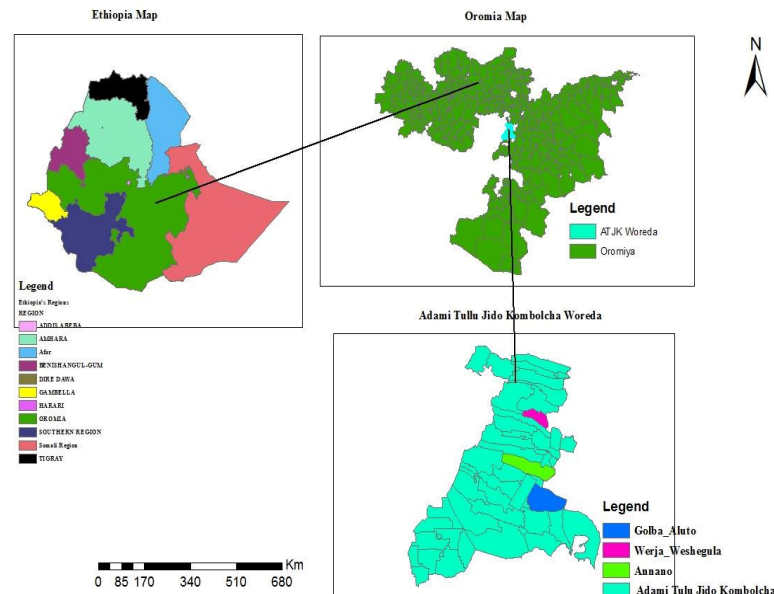 Ethiopia Map
Oromia Map
N
Legend
ATJK Woreda
Oromiya
Legend
Ethiopia's Regions
REGION
ADDIS ABEBA
AMHARA
Afar
BENISHANGUL-GUM
DIRE DAWA
GAMBELLA
HARARI
OROMIA
SOUTHERN REGION
Somali Region
TIGRAY
Adami Tullu Jido Kombolcha Woreda
Legend
Golba_Aluto
Werja_Weshegula
Annano
Adami Tulu Jido Kombolcha
Km
0 85 170 340 510 680